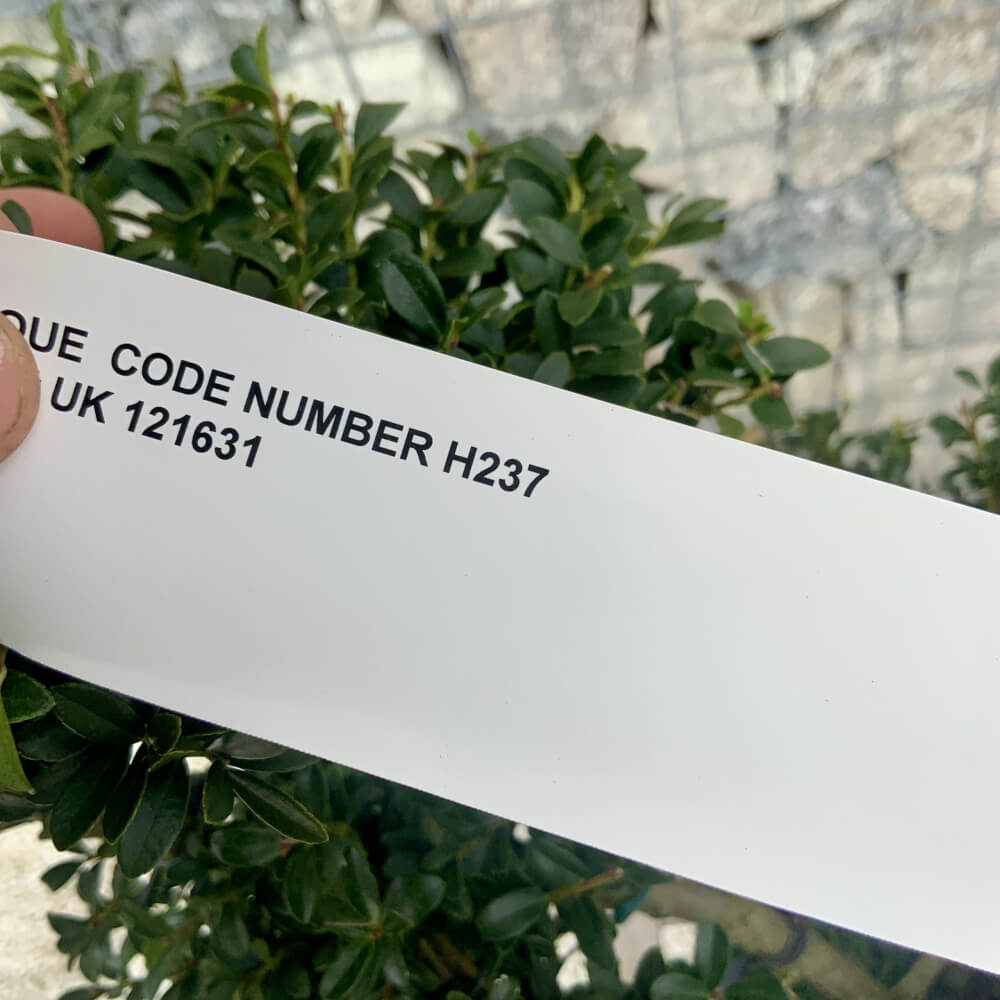 QUE CODE NUMBER H237
UK 121631